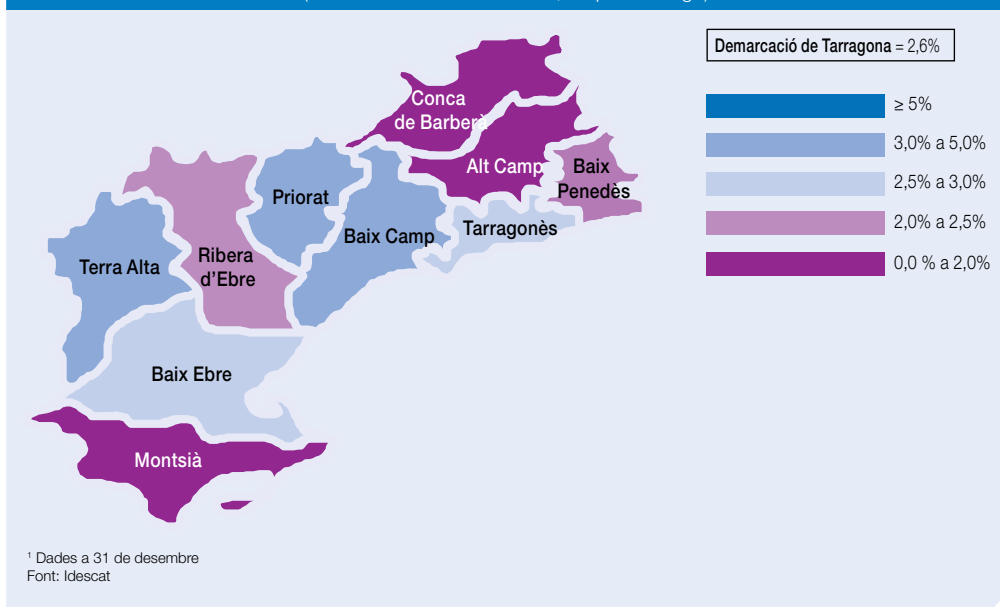 Demarcació de Tarragona = 2,6%
≥ 5%
3,0% a 5,0%
2,5% a 3,0%
2,0% a 2,5%
0,0 % a 2,0%
Conca
de Barberà
Alt Camp
Baix
Penedès
Priorat
Baix Camp
Tarragonès
Terra Alta
Ribera
d'Ebre
Baix Ebre
Montsià
¹ Dades a 31 de desembre
Font: Idescat